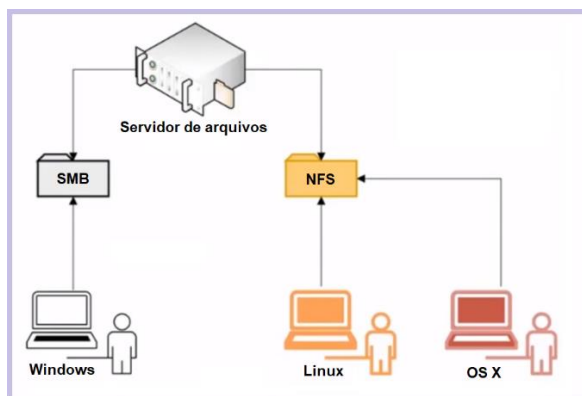 Servidor de arquivos
SMB
NFS
Windows
Linux
OS X